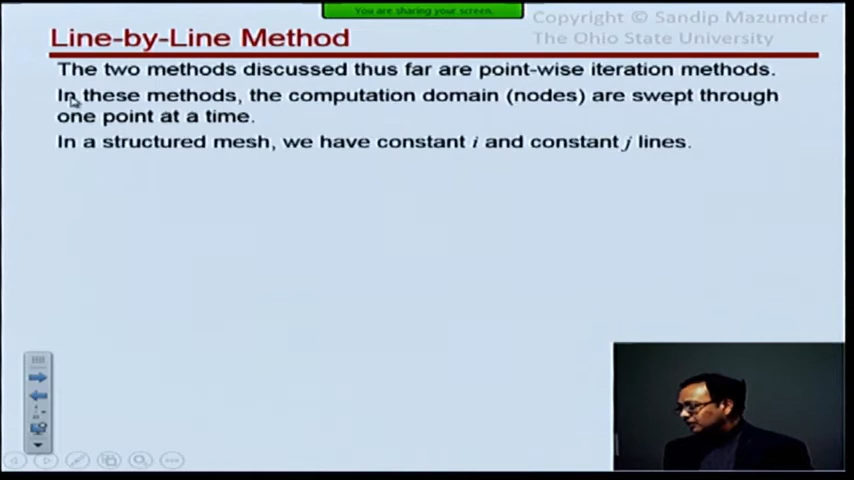 You are sharing your screen.
Copyright © Sandip Mazumder
The Ohio State University
Line-by-Line Method
The two methods discussed thus far are point-wise iteration methods.
In these methods, the computation domain (nodes) are swept through
one point at a time.
In a structured mesh, we have constant i and constant j lines.